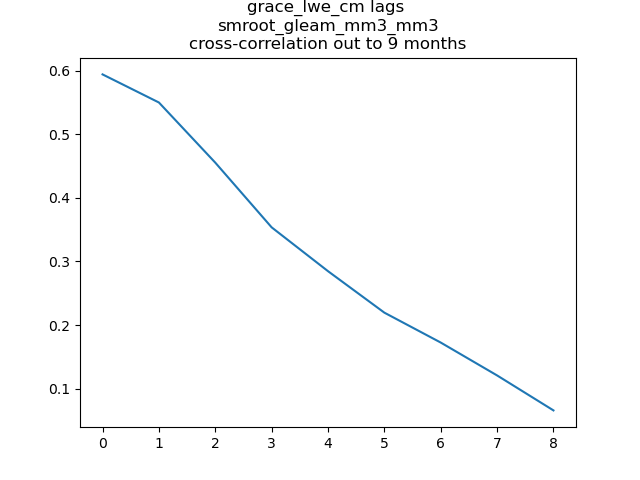 grace_lwe_cm lags
smroot_gleam_mm3_mm3
cross-correlation out to 9 months
0.6
0.5
0.4
0.3
0.2
0.1
0 1 2 3 4 5 6 7 8